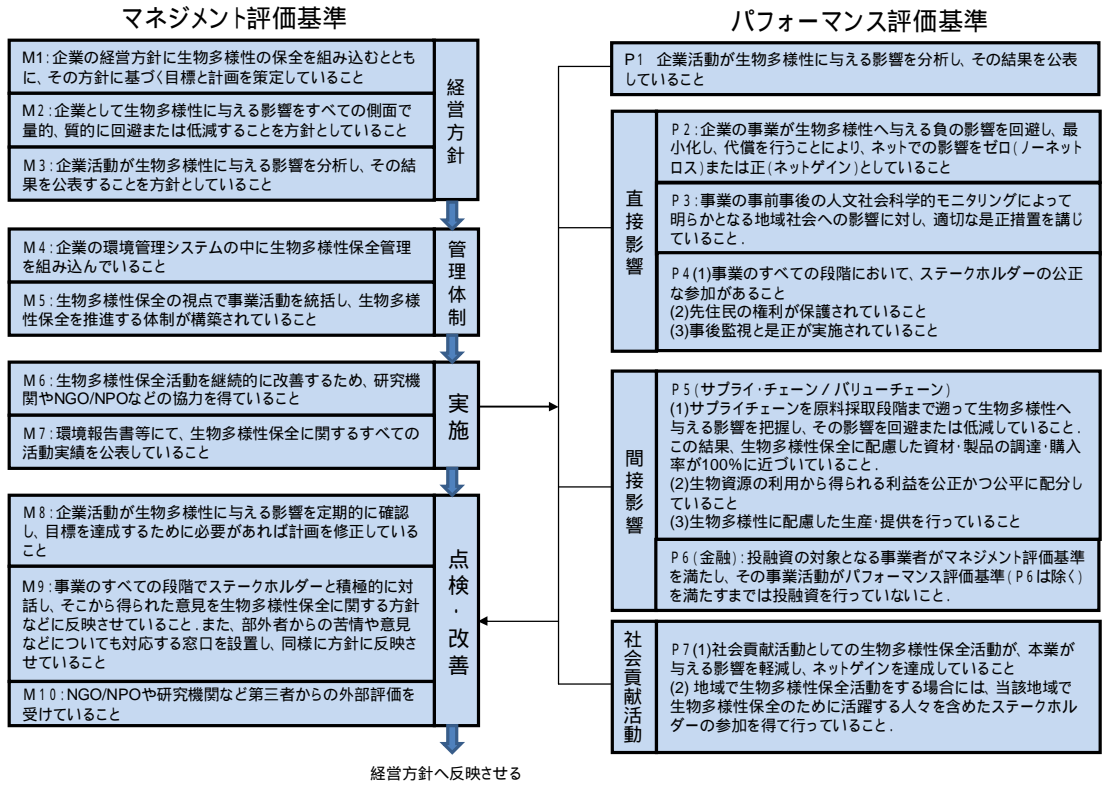 マネジメント評価基準
M1:企業の経営方針に生物多様性の保全を組み込むととも
に、その方針に基づく目標と計画を策定していること
M2:企業として生物多様性に与える影響をすべての側面で
量的、質的に回避または低減することを方針としていること
M3:企業活動が生物多様性に与える影響を分析し、その結
果を公表することを方針としていること
経営方針
M4:企業の環境管理システムの中に生物多様性保全管理
を組み込んでいること
M5:生物多様性保全の視点で事業活動を統括し、生物多様
性保全を推進する体制が構築されていること
管理体制
M6:生物多様性保全活動を継続的に改善するため、研究機
関やNGO/NPOなどの協力を得ていること
M7:環境報告書等にて、生物多様性保全に関するすべての
活動実績を公表していること
実施
M8:企業活動が生物多様性に与える影響を定期的に確認
し、目標を達成するために必要があれば計画を修正している
こと
M9:事業のすべての段階でステークホルダーと積極的に対
話し、そこから得られた意見を生物多様性保全に関する方針
などに反映させていること.また、部外者からの苦情や意見
などについても対応する窓口を設置し、同様に方針に反映さ
せていること
M10:NGO/NPOや研究機関など第三者からの外部評価を
受けていること
点検・改善
経営方針へ反映させる
パフォーマンス評価基準
P1 企業活動が生物多様性に与える影響を分析し、その結果を公表
していること
直接影響
P2:企業の事業が生物多様性へ与える負の影響を回避し、最
小化し、代償を行うことにより、ネットでの影響をゼロ(ノーネット
ロス)または正(ネットゲイン)としていること
P3:事業の事前事後の人文社会科学的モニタリングによって
明らかとなる地域社会への影響に対し、適切な是正措置を講じ
ていること.
P4(1)事業のすべての段階において、ステークホルダーの公正
な参加があること
(2)先住民の権利が保護されていること
(3)事後監視と是正が実施されていること
間接影響
P5(サプライ・チェーン/バリューチェーン)
(1)サプライチェーンを原料採取段階まで遡って生物多様性へ
与える影響を把握し、その影響を回避または低減していること.
この結果、生物多様性保全に配慮した資材・製品の調達・購入
率が100%に近づいていること.
(2)生物資源の利用から得られる利益を公正かつ公平に配分し
ていること
(3)生物多様性に配慮した生産・提供を行っていること
P6(金融):投融資の対象となる事業者がマネジメント評価基準
を満たし、その事業活動がパフォーマンス評価基準(P6は除く)
を満たすまでは投融資を行っていないこと.
社会貢献活動
P7(1)社会貢献活動としての生物多様性保全活動が、本業が
与える影響を軽減し、ネットゲインを達成していること
(2) 地域で生物多様性保全活動をする場合には、当該地域で
生物多様性保全のために活躍する人々を含めたステークホル
ダーの参加を得て行っていること.